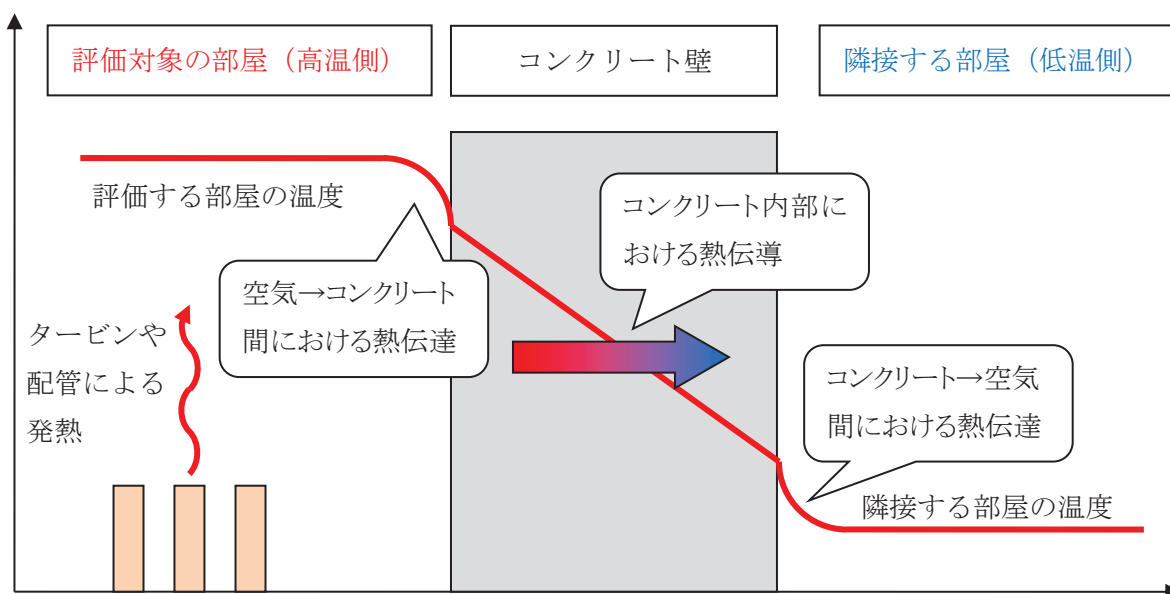 評価対象の部屋（高温側）
コンクリート壁
隣接する部屋（低温側）
評価する部屋の温度
コンクリート内部に
おける熱伝導
空気→コンクリート
間における熱伝達
タービンや
配管による
発熱
コンクリート→空気
間における熱伝達
隣接する部屋の温度